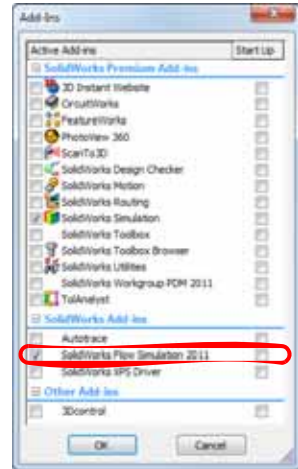 Add-Ins
Active Add-ins Start Up
SolidWorks Premium Add-ins
3D Instant Website
CircuitWorks
FeatureWorks
PhotoView 360
ScanTo3D
SolidWorks Design Checker
SolidWorks Motion
SolidWorks Routing
SolidWorks Simulation
SolidWorks Toolbox
SolidWorks Toolbox Browser
SolidWorks Utilities
SolidWorks Workgroup PDM 2011
TolAnalyst
SolidWorks Add-ins
Autotrace
SolidWorks Flow Simulation 2011
SolidWorks XPS Driver
Other Add-ins
3Dcontrol
OK Cancel